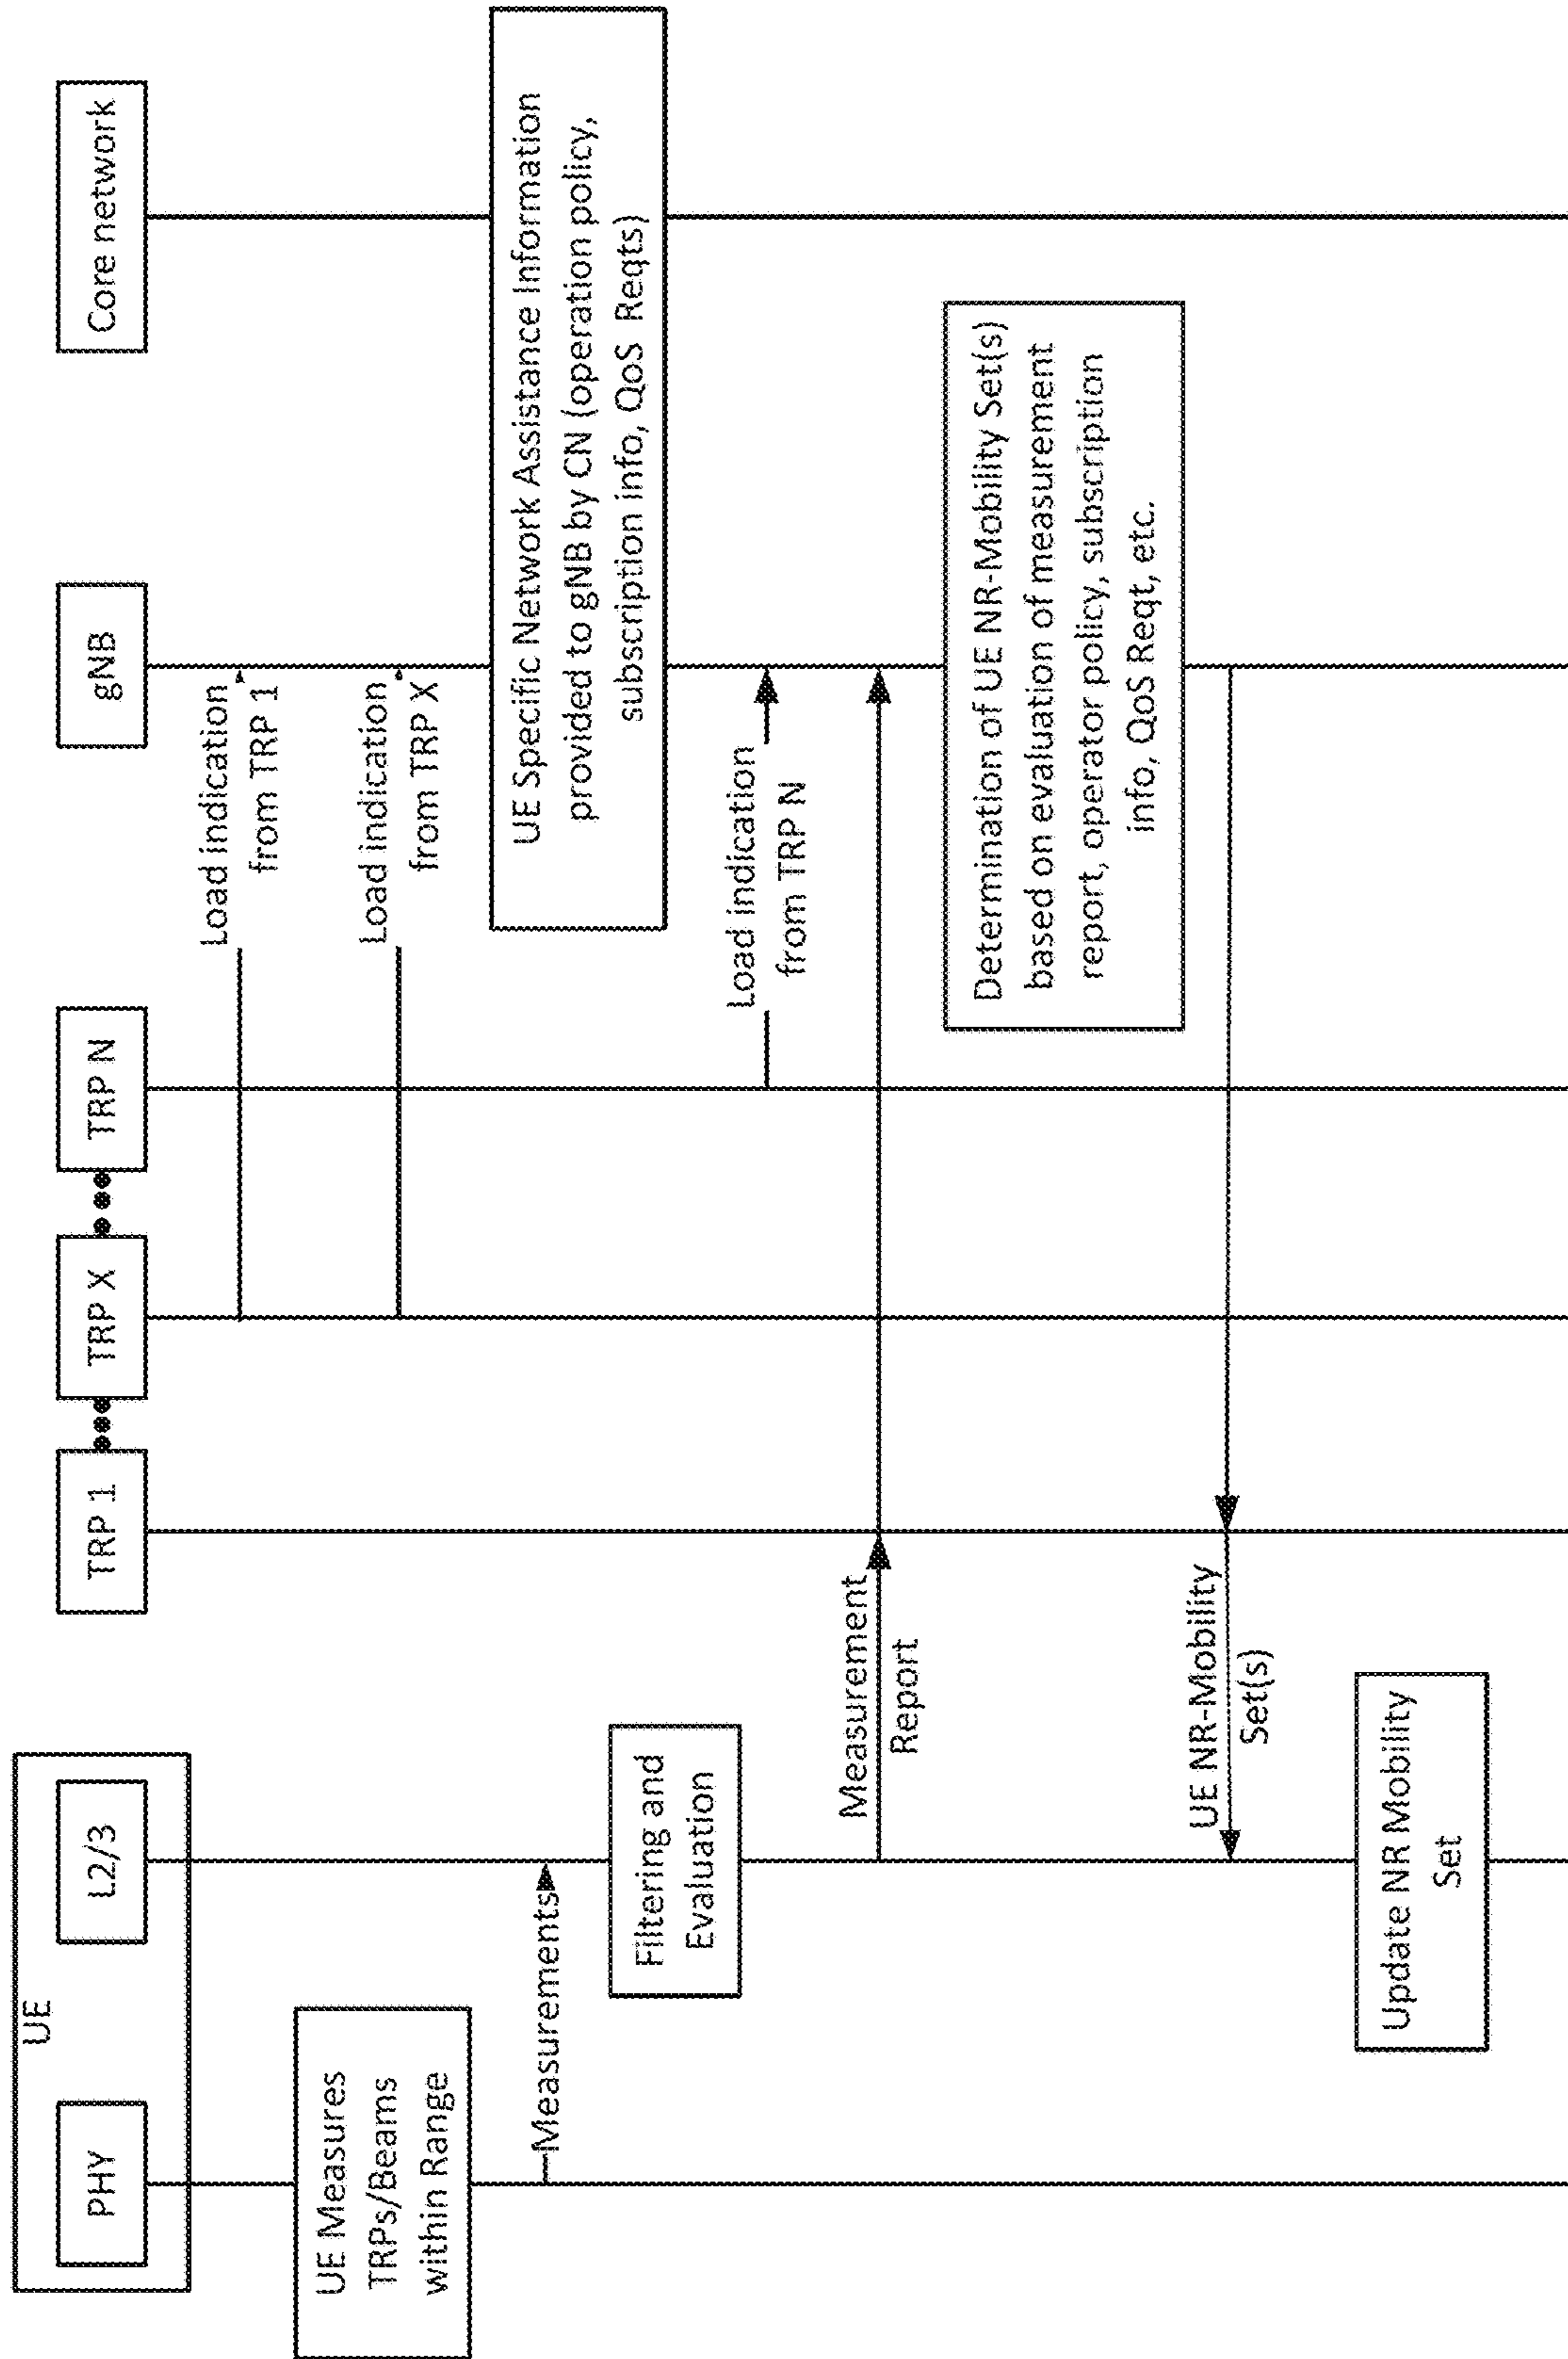 UE
PHY
L2/3
TRP 1
TRP X
TRP N
gNB
Core network
Load indication
from TRP 1
UE Measures
TRPs/Beams
within Range
Load indication
from TRP X
UE Specific Network Assistance Information
provided to gNB by CN (operation policy,
subscription info, QoS Reqts)
Measurements
Filtering and
Evaluation
Load indication
from TRP N
Measurement
Report
Determination of UE NR-Mobility Set(s)
based on evaluation of measurement
report, operator policy, subscription
info, QoS Reqt, etc.
UE NR-Mobility
Set(s)
Update NR Mobility
Set